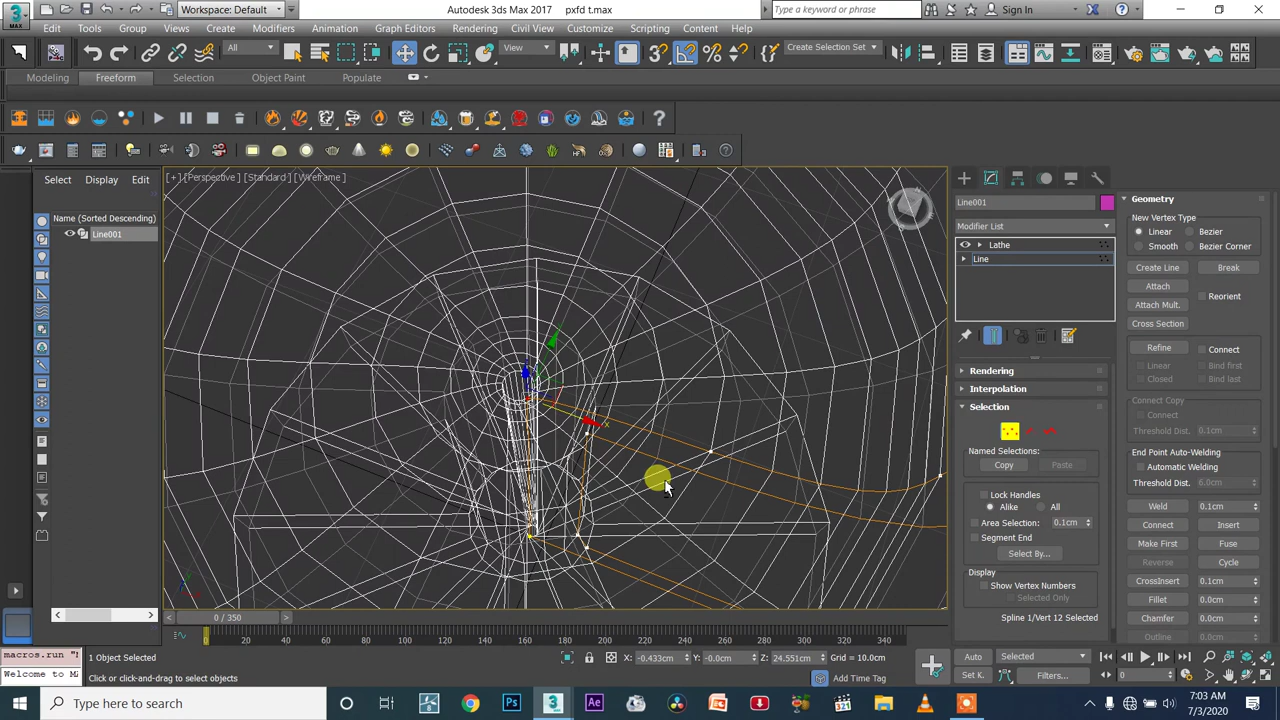 Workspace: Default
Autodesk 3ds Max 2017    pxfd t.max
Type a keyword or phrase
Sign In
MAX
Edit Tools Group Views Create Modifiers Animation Graph Editors Rendering Civil View Customize Scripting Content Help
All
View
Create Selection Set
Modeling Freeform Selection Object Paint Populate
Select Display Edit
[+] [Perspective] [Standard] [Wireframe]
Name (Sorted Descending)
Line001
Line001
Modifier List
Lathe
Line
Rendering
Interpolation
Selection
Named Selections:
Copy Paste
Lock Handles
Alike All
Area Selection: 0.1cm
Segment End
Select By...
Display
Show Vertex Numbers
Selected Only
Spline 1/Vert 12 Selected
Geometry
New Vertex Type
Linear Bezier
Smooth Bezier Corner
Create Line Break
Attach
Reorient
Attach Mult.
Cross Section
Refine Connect
Linear Bind first
Closed Bind last
Connect Copy
Connect
Threshold Dist. 0.1cm
End Point Auto-Welding
Automatic Welding
Threshold Dist. 6.0cm
Weld 0.1cm
Connect Insert
Make First Fuse
Reverse Cycle
CrossInsert 0.1cm
Fillet 0.0cm
Chamfer 0.0cm
Outline
x
0 / 350
0 20 40 60 80 100 120 140 160 180 200 220 240 260 280 300 320 340
macros.run "
Welcome to M
1 Object Selected
Click or click-and-drag to select objects
X: -0.433cm Y: -0.0cm Z: 24.551cm Grid = 10.0cm
Add Time Tag
Auto Selected
Set K. Filters...
0
Type here to search
7:03 AM
7/3/2020